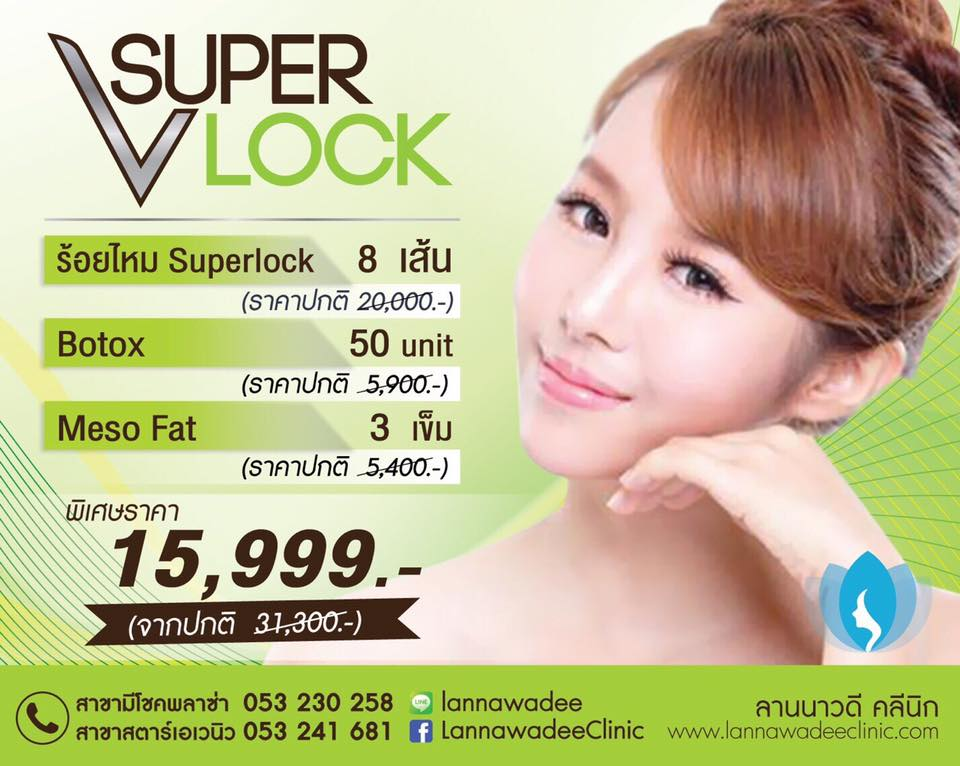 SUPER
V LOCK
ร้อยไหม Superlock 8 เส้น
(ราคาปกติ 20,000.-)
Botox 50 unit
(ราคาปกติ 5,900.-)
Meso Fat 3 เข็ม
(ราคาปกติ 5,400.-)
พิเศษราคา
15,999.-
(จากปกติ 31,300.-)
สาขามีโชคพลาซ่า 053 230 258 LINE lannawadee
สาขาสตาร์เอเวนิว 053 241 681 f LannawadeeClinic
ลานนาวดี คลีนิก
www.lannawadeeclinic.com